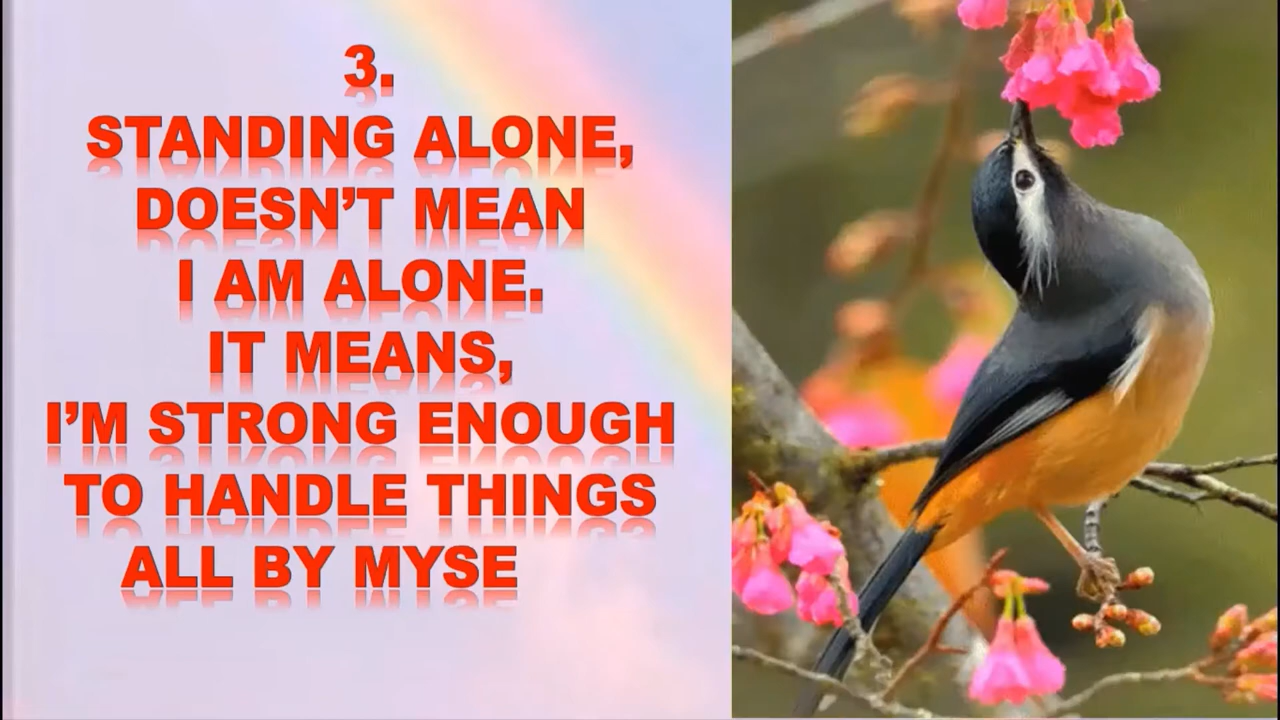 3.
STANDING ALONE,
DOESN’T MEAN
I AM ALONE.
IT MEANS,
I’M STRONG ENOUGH
TO HANDLE THINGS
ALL BY MYSE